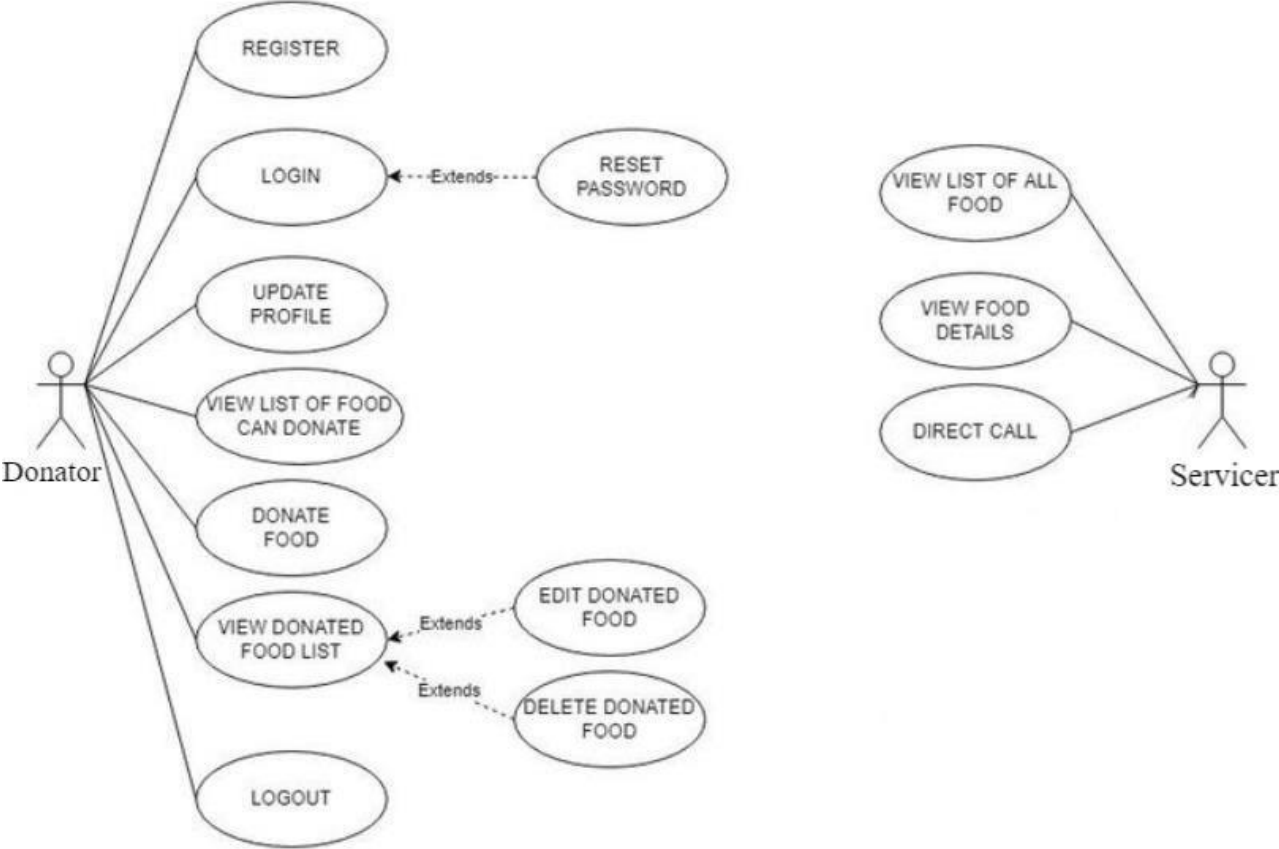 REGISTER
LOGIN
Extends
RESET
PASSWORD
UPDATE
PROFILE
VIEW LIST OF FOOD
CAN DONATE
Donator
DONATE
FOOD
VIEW DONATED
FOOD LIST
Extends
EDIT DONATED
FOOD
Extends
DELETE DONATED
FOOD
LOGOUT
VIEW LIST OF ALL
FOOD
VIEW FOOD
DETAILS
DIRECT CALL
Servicer